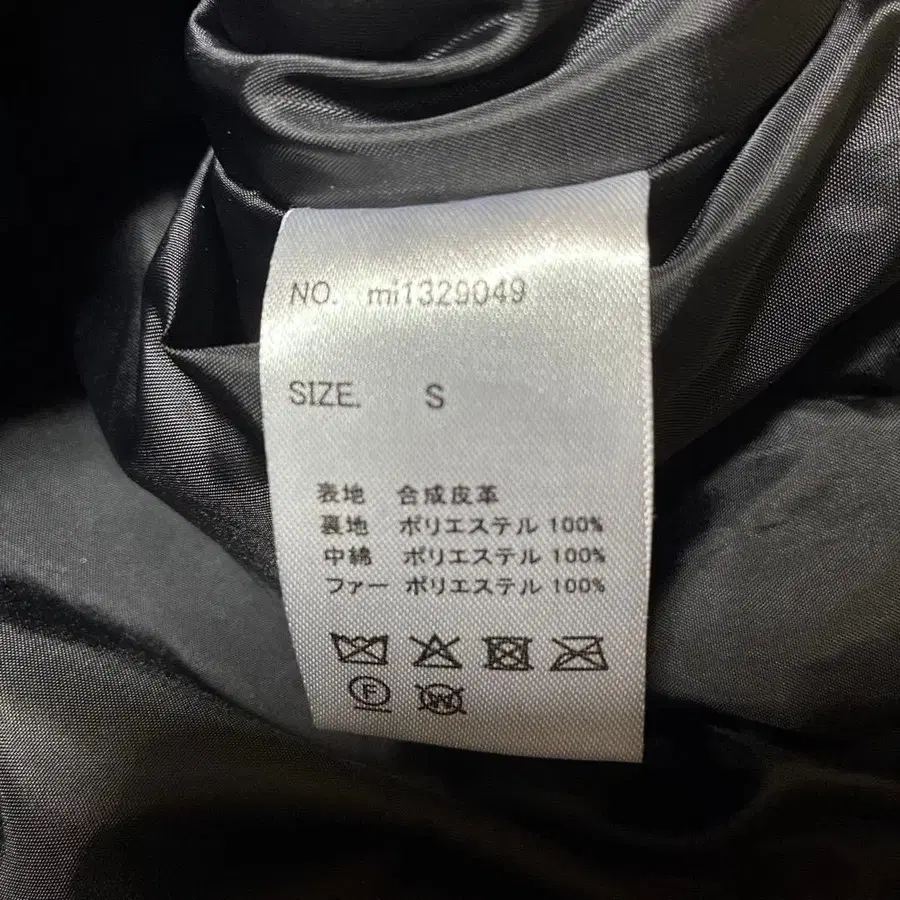 NO. mi1329049
SIZE. S
表地 合成皮革
裏地 ポリエステル 100%
中綿 ポリエステル 100%
ファー ポリエステル 100%
F W